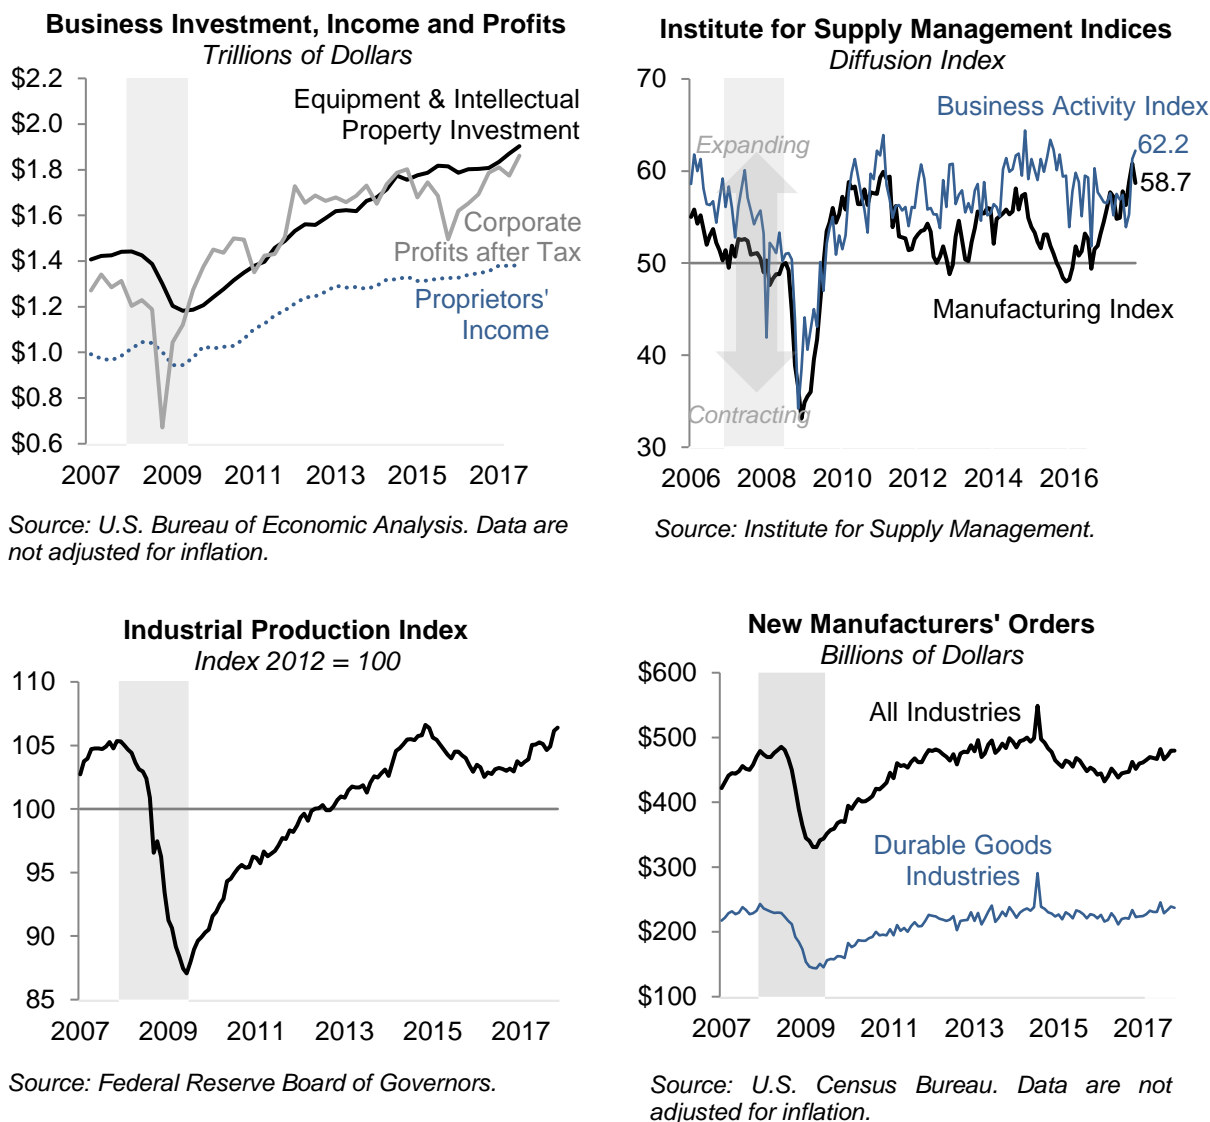 Business Investment, Income and Profits
Trillions of Dollars
$2.2
$2.0
$1.8
$1.6
$1.4
$1.2
$1.0
$0.8
$0.6
Equipment & Intellectual
Property Investment
Corporate
Profits after Tax
Proprietors'
Income
2007 2009 2011 2013 2015 2017
Source: U.S. Bureau of Economic Analysis. Data are
not adjusted for inflation.
Institute for Supply Management Indices
Diffusion Index
70
60
50
40
30
Business Activity Index
62.2
58.7
Expanding
Manufacturing Index
Contracting
2006 2008 2010 2012 2014 2016
Source: Institute for Supply Management.
Industrial Production Index
Index 2012 = 100
110
105
100
95
90
85
2007 2009 2011 2013 2015 2017
Source: Federal Reserve Board of Governors.
New Manufacturers' Orders
Billions of Dollars
$600
$500
$400
$300
$200
$100
All Industries
Durable Goods
Industries
2007 2009 2011 2013 2015 2017
Source: U.S. Census Bureau. Data are not
adjusted for inflation.